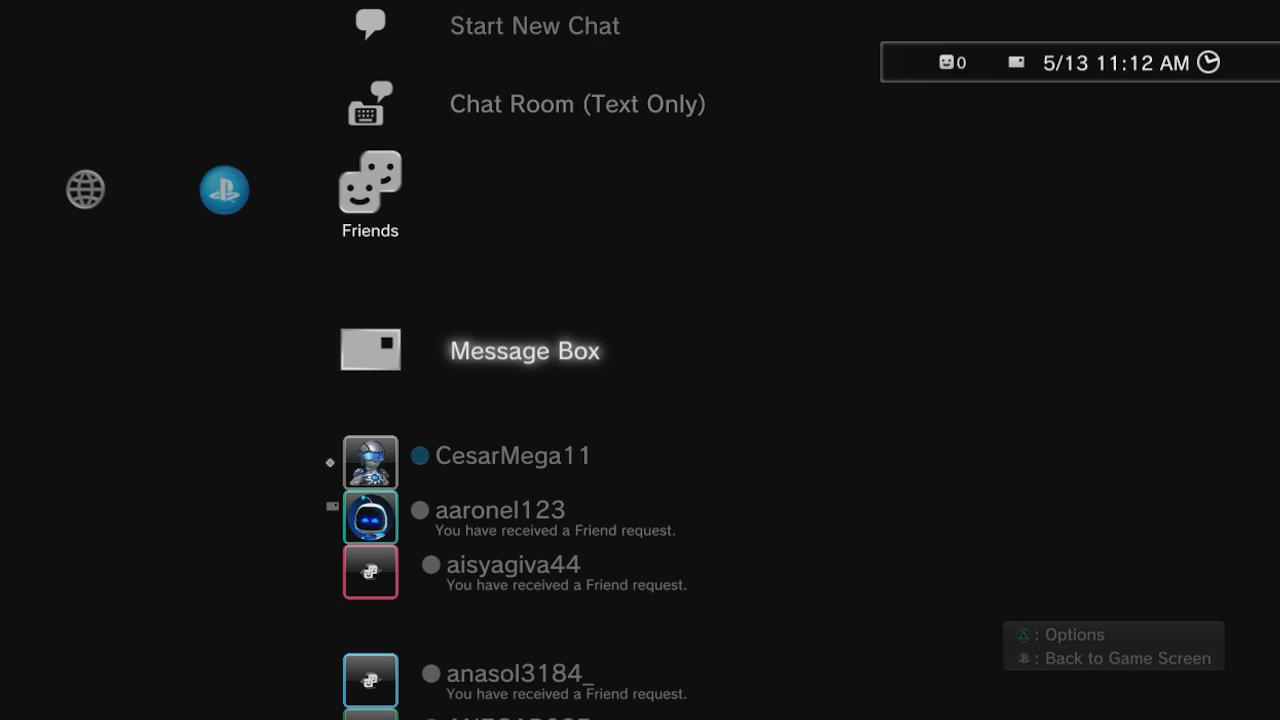 Start New Chat
0
5/13 11:12 AM
Chat Room (Text Only)
Friends
Message Box
CesarMega11
aaronel123
You have received a Friend request.
aisyagiva44
You have received a Friend request.
: Options
: Back to Game Screen
anasol3184_
You have received a Friend request.